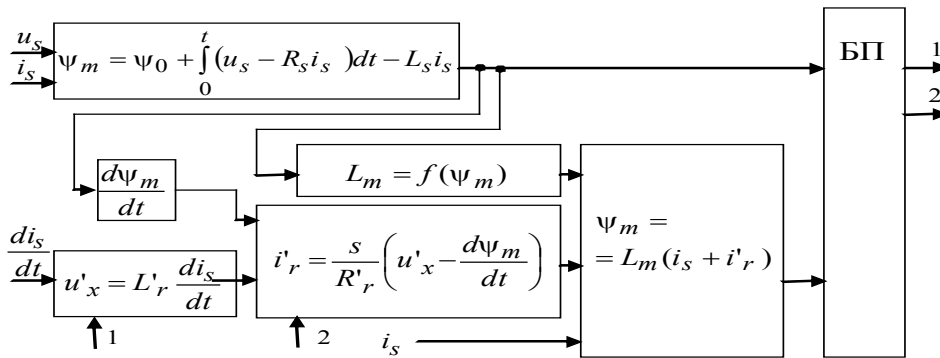 u_s
i_s
ψ_m = ψ_0 + ∫_0^t (u_s − R_s i_s )dt − L_s i_s
БП
1
2
dψ_m/dt
L_m = f(ψ_m)
di_s/dt
u'_x = L'_r di_s/dt
i'_r = s/R'_r (u'_x − dψ_m/dt)
ψ_m =
= L_m(i_s + i'_r )
1
2
i_s